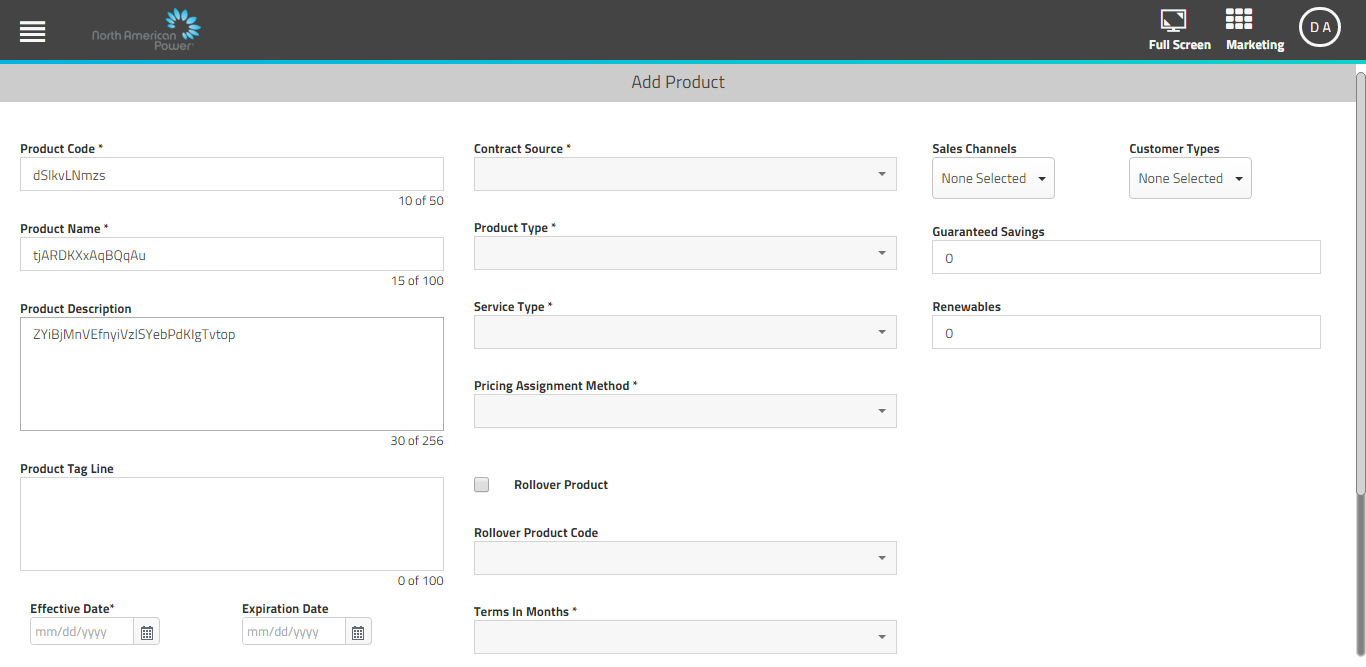 North American
Power
Full Screen
Marketing
D A
Add Product
Product Code *
dSIkvLNmzs
10 of 50
Product Name *
tjARDKXxAqBQqAu
15 of 100
Product Description
ZYiBjMnVEfnyiVzlSYebPdKIgTvtop
30 of 256
Product Tag Line
0 of 100
Effective Date*
mm/dd/yyyy
Expiration Date
mm/dd/yyyy
Contract Source *
Product Type *
Service Type *
Pricing Assignment Method *
Rollover Product
Rollover Product Code
Terms In Months *
Sales Channels
None Selected
Customer Types
None Selected
Guaranteed Savings
0
Renewables
0